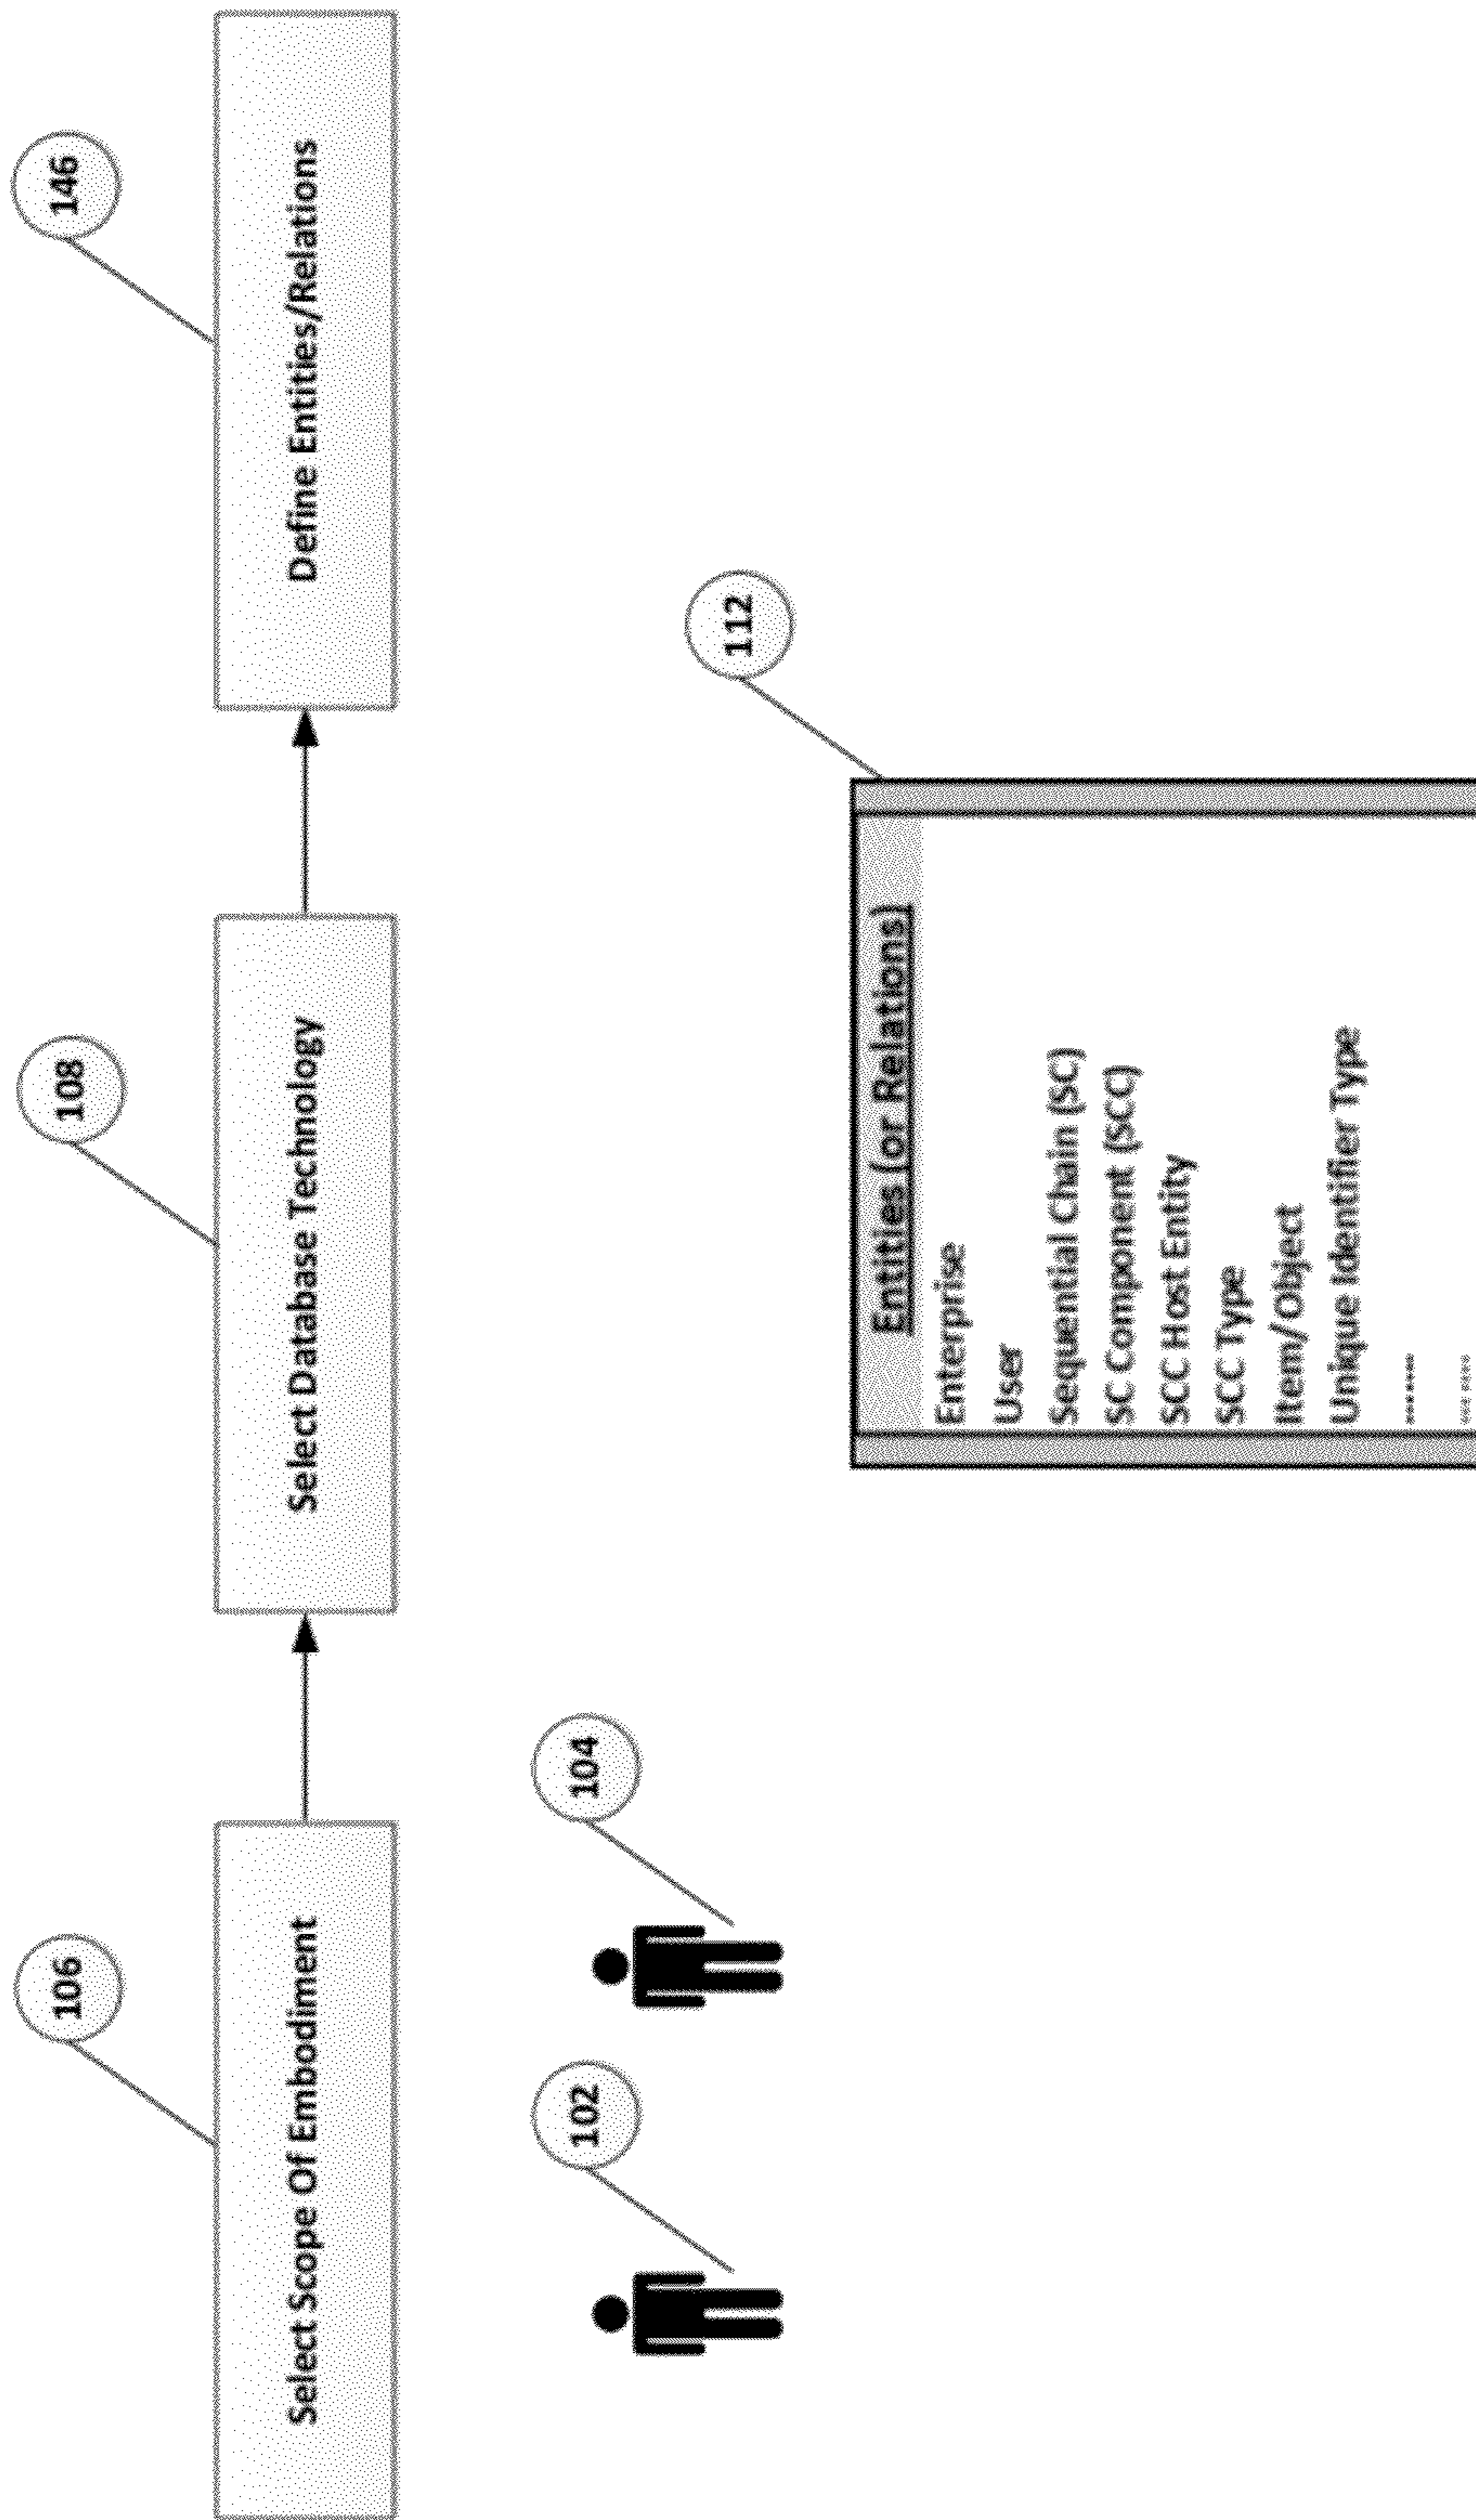 106
108
146
Select Scope Of Embodiment
Select Database Technology
Define Entities/Relations
102
104
112
Entities (or Relations)
Enterprise
User
Sequential Chain (SC)
SC Component (SCC)
SCC Host Entity
SCC Type
Item/Object
Unique Identifier Type